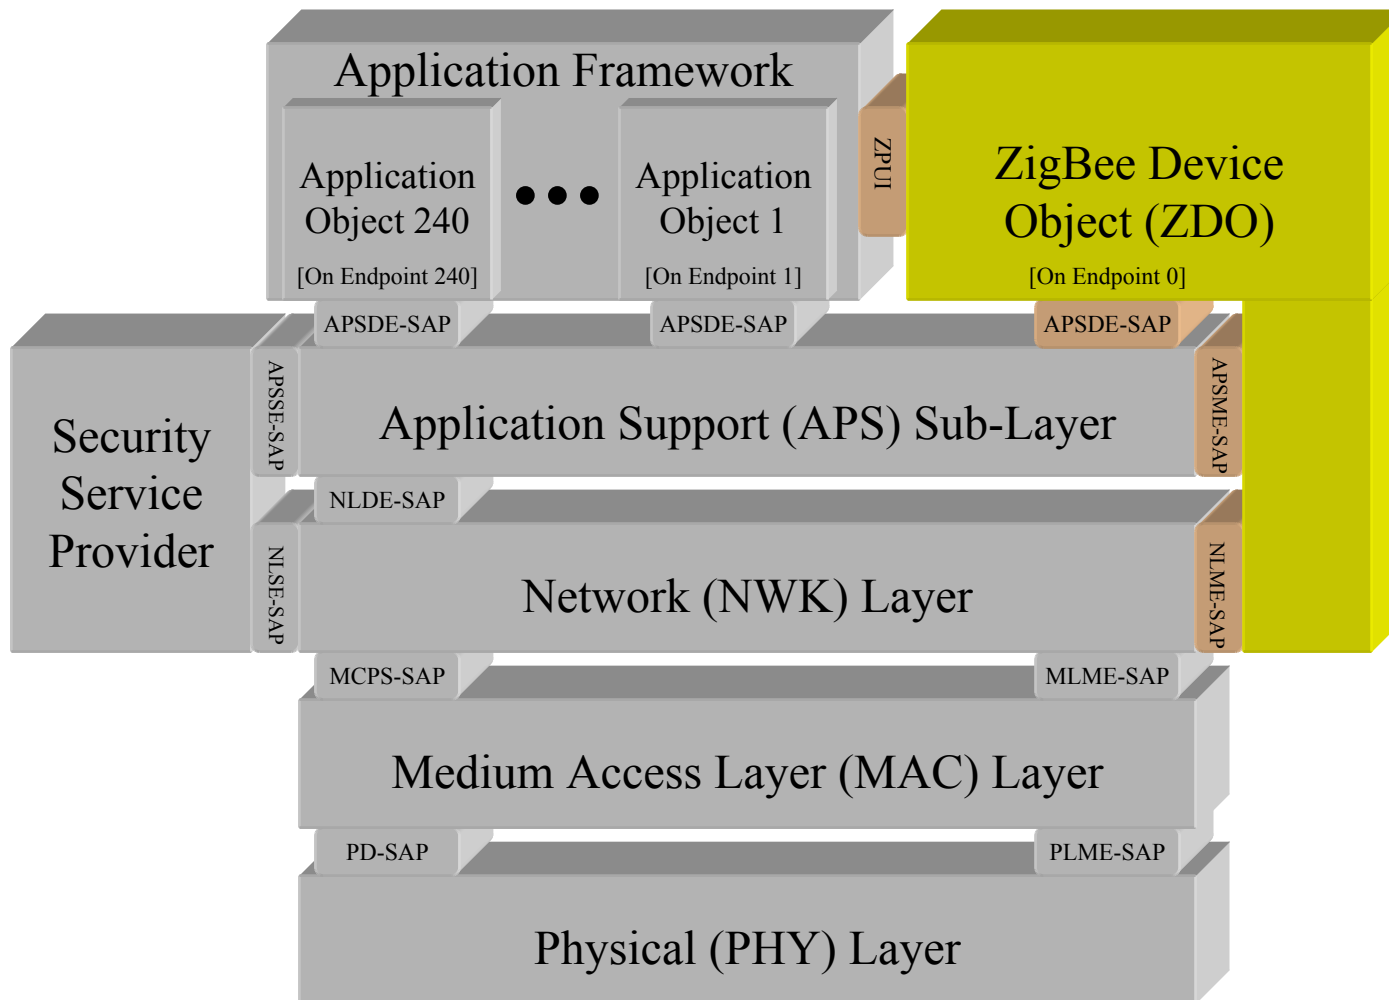 Application Framework
Application
Object 240
[On Endpoint 240]
Application
Object 1
[On Endpoint 1]
ZPUI
ZigBee Device
Object (ZDO)
[On Endpoint 0]
APSDE-SAP
APSDE-SAP
APSDE-SAP
Security
Service
Provider
APSSE-SAP
Application Support (APS) Sub-Layer
APSME-SAP
NLDE-SAP
NLSE-SAP
Network (NWK) Layer
NLME-SAP
MCPS-SAP
MLME-SAP
Medium Access Layer (MAC) Layer
PD-SAP
PLME-SAP
Physical (PHY) Layer